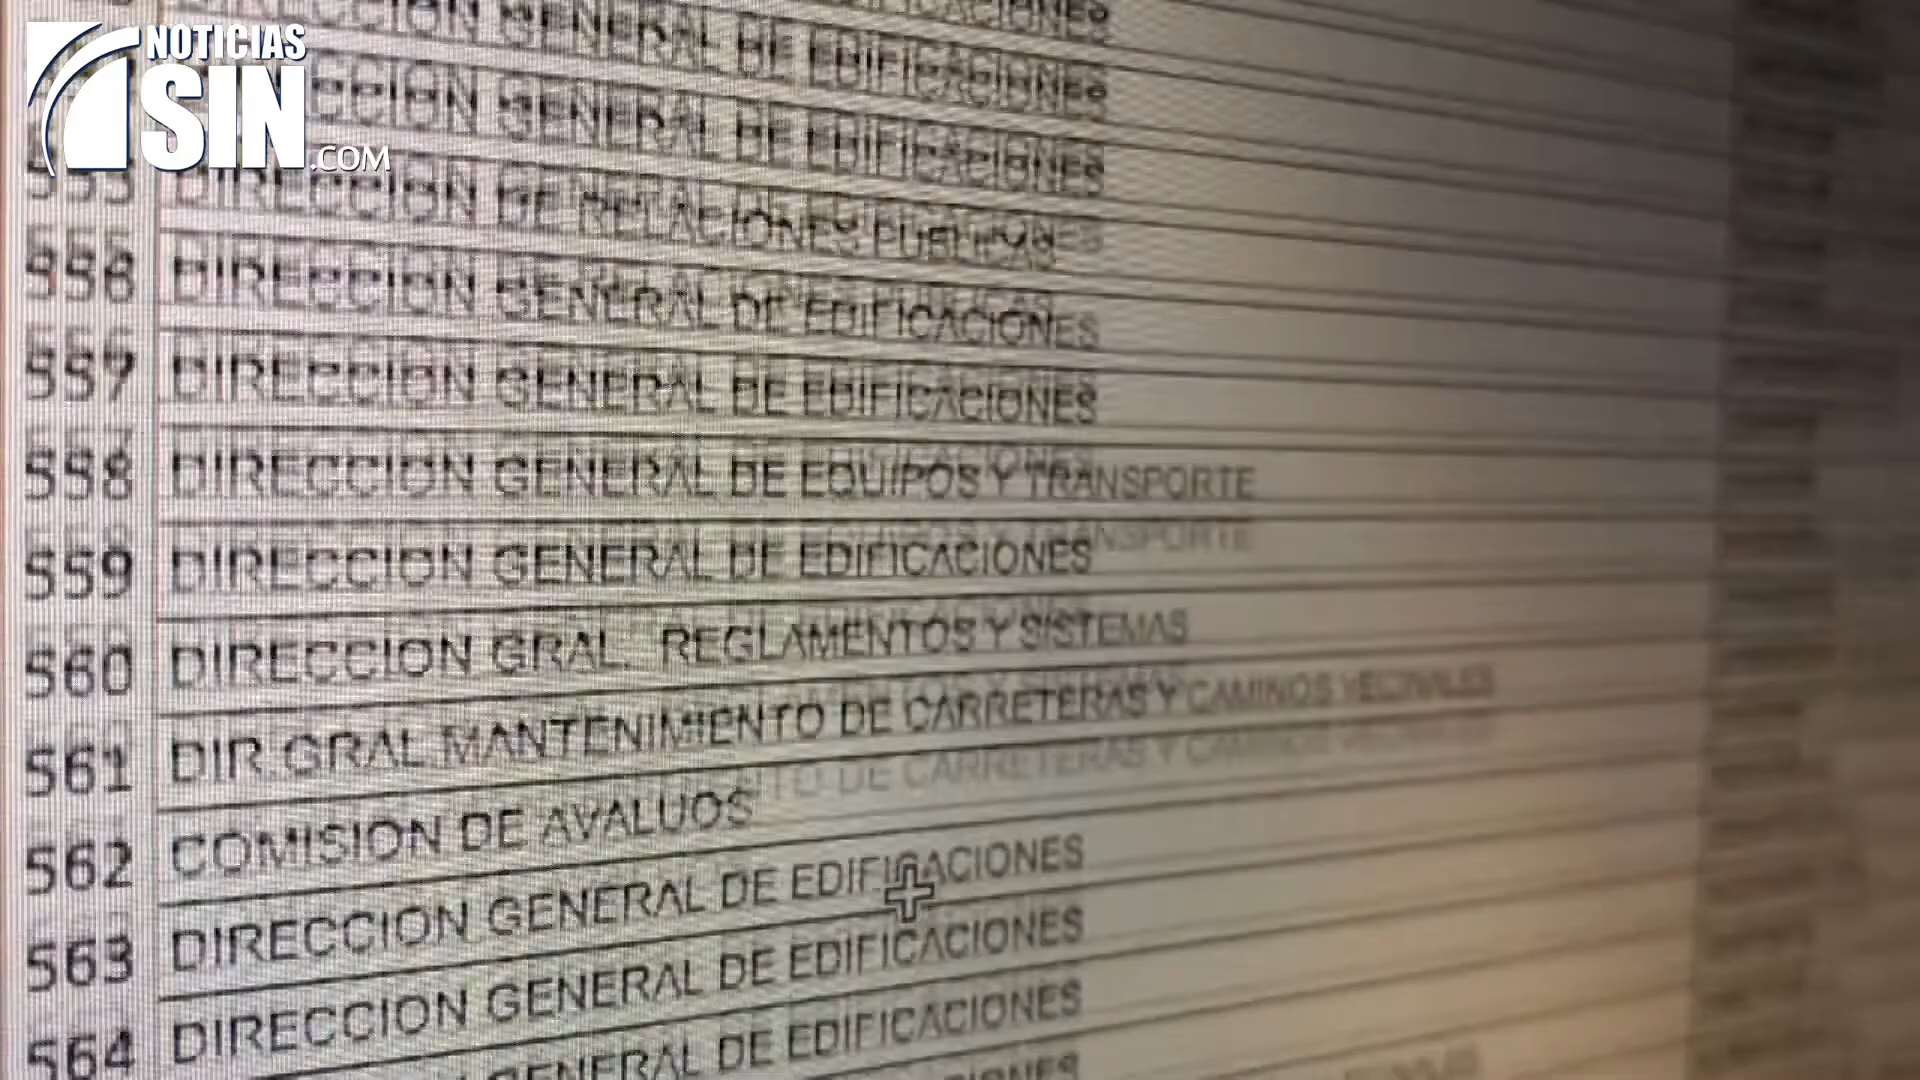 NOTICIAS
SIN
.COM
DIRECCION GENERAL DE EDIFICACIONES
DIRECCION GENERAL DE EDIFICACIONES
DIRECCION DE RELACIONES PUBLICAS
556 DIRECCION GENERAL DE EDIFICACIONES
557 DIRECCION GENERAL DE EDIFICACIONES
558 DIRECCION GENERAL DE EQUIPOS Y TRANSPORTE
559 DIRECCION GENERAL DE EDIFICACIONES
560 DIRECCION GRAL. REGLAMENTOS Y SISTEMAS
561 DIR.GRAL.MANTENIMIENTO DE CARRETERAS Y CAMINOS VECINALES
562 COMISION DE AVALUOS
563 DIRECCION GENERAL DE EDIFICACIONES
564 DIRECCION GENERAL DE EDIFICACIONES
GENERAL DE EDIFICACIONES